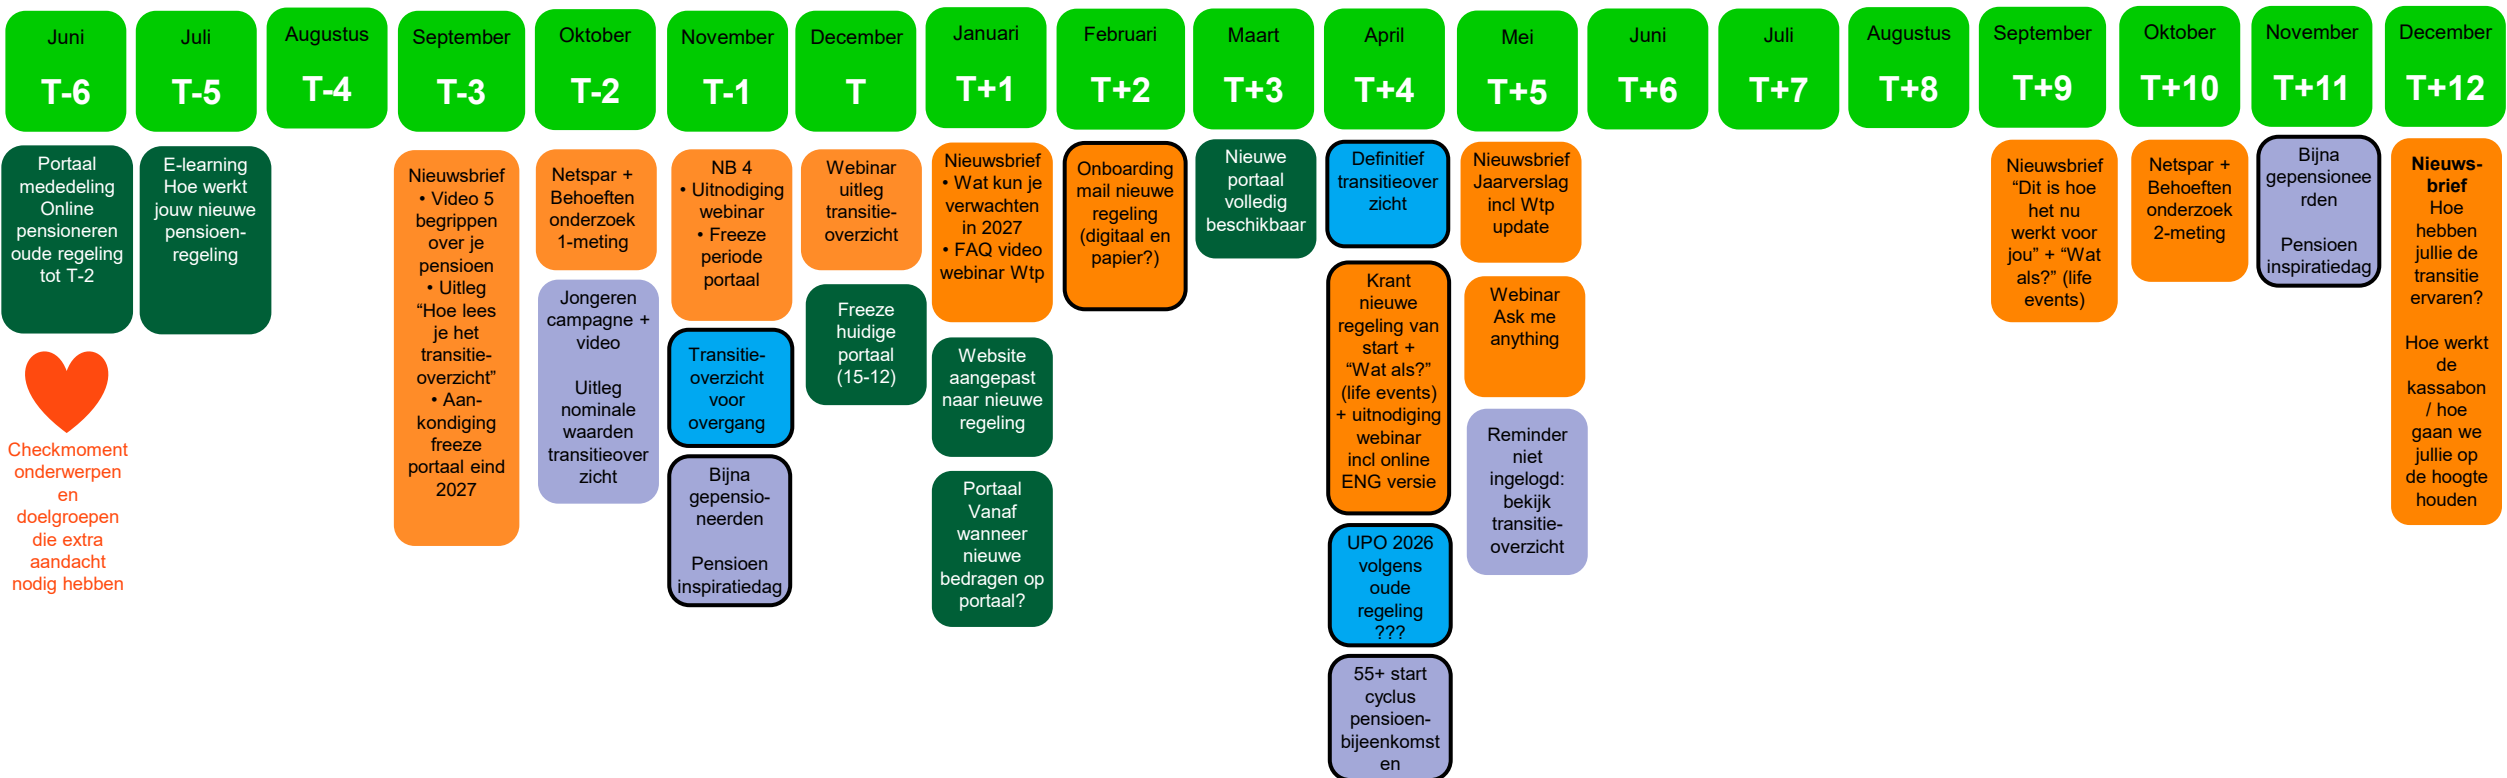 Juni
T-6
Juli
T-5
Augustus
T-4
September
T-3
Oktober
T-2
November
T-1
December
T
Januari
T+1
Februari
T+2
Maart
T+3
April
T+4
Mei
T+5
Juni
T+6
Juli
T+7
Augustus
T+8
September
T+9
Oktober
T+10
November
T+11
December
T+12
Portaal
mededeling
Online
pensioneren
oude regeling
tot T-2
Checkmoment
onderwerpen
en
doelgroepen
die extra
aandacht
nodig hebben
E-learning
Hoe werkt
jouw nieuwe
pensioen-
regeling
Nieuwsbrief
• Video 5
begrippen
over je
pensioen
• Uitleg
“Hoe lees
je het
transitie-
overzicht”
• Aan-
kondiging
freeze
portaal eind
2027
Netspar +
Behoeften
onderzoek
1-meting
Jongeren
campagne +
video
Uitleg
nominale
waarden
transitieover
zicht
NB 4
• Uitnodiging
webinar
• Freeze
periode
portaal
Transitie-
overzicht
voor
overgang
Bijna
gepensio-
neerden
Pensioen
inspiratiedag
Webinar
uitleg
transitie-
overzicht
Freeze
huidige
portaal
(15-12)
Nieuwsbrief
• Wat kun je
verwachten
in 2027
• FAQ video
webinar Wtp
Website
aangepast
naar nieuwe
regeling
Portaal
Vanaf
wanneer
nieuwe
bedragen op
portaal?
Onboarding
mail nieuwe
regeling
(digitaal en
papier?)
Nieuwe
portaal
volledig
beschikbaar
Definitief
transitieover
zicht
Krant
nieuwe
regeling van
start +
“Wat als?”
(life events)
+ uitnodiging
webinar
incl online
ENG versie
UPO 2026
volgens
oude
regeling
???
55+ start
cyclus
pensioen-
bijeenkomst
en
Nieuwsbrief
Jaarverslag
incl Wtp
update
Webinar
Ask me
anything
Reminder
niet
ingelogd:
bekijk
transitie-
overzicht
Nieuwsbrief
“Dit is hoe
het nu
werkt voor
jou” + “Wat
als?” (life
events)
Netspar +
Behoeften
onderzoek
2-meting
Bijna
gepensionee
rden
Pensioen
inspiratiedag
Nieuws-
brief
Hoe
hebben
jullie de
transitie
ervaren?
Hoe werkt
de
kassabon
/ hoe
gaan we
jullie op
de hoogte
houden